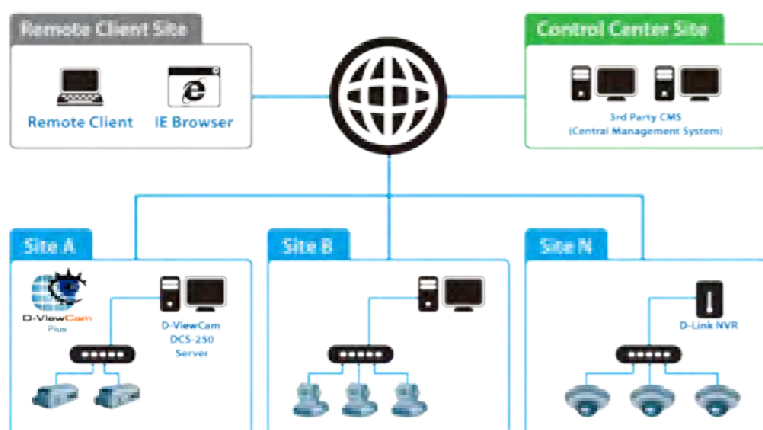 Remote Client Site
Control Center Site
Remote Client
IE Browser
3rd Party CMS
(Central Management System)
Site A
Site B
Site N
D-ViewCam
Plus
D-ViewCam
DCS-250
Server
D-Link NVR